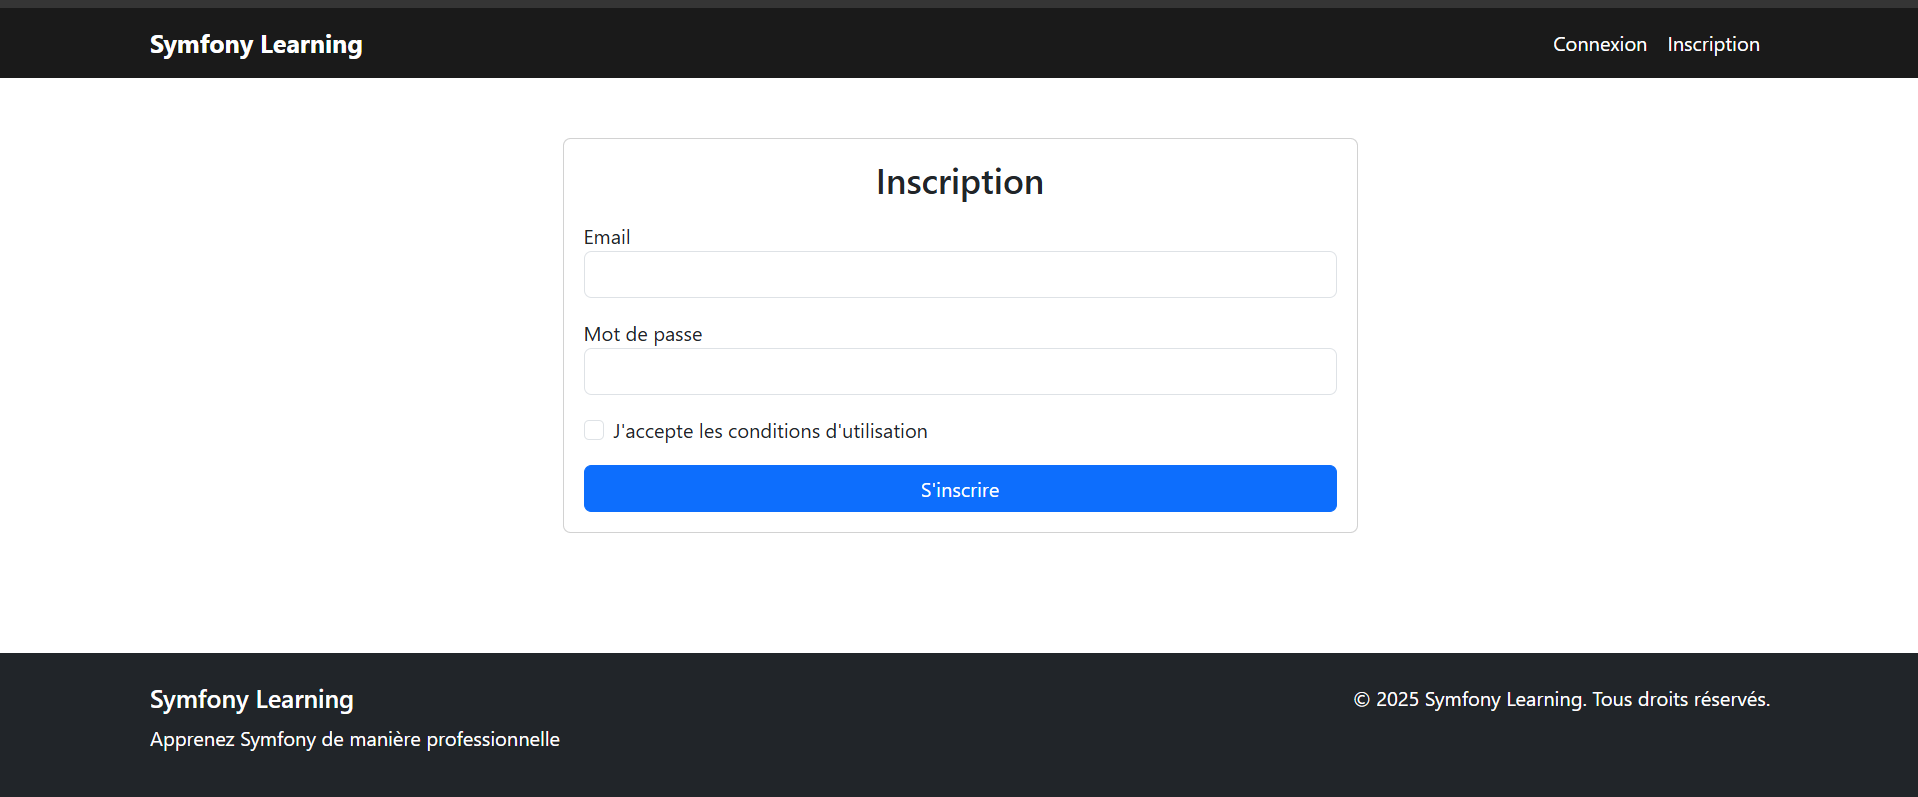 Symfony Learning
Connexion Inscription
Inscription
Email
Mot de passe
J'accepte les conditions d'utilisation
S'inscrire
Symfony Learning
Apprenez Symfony de manière professionnelle
© 2025 Symfony Learning. Tous droits réservés.